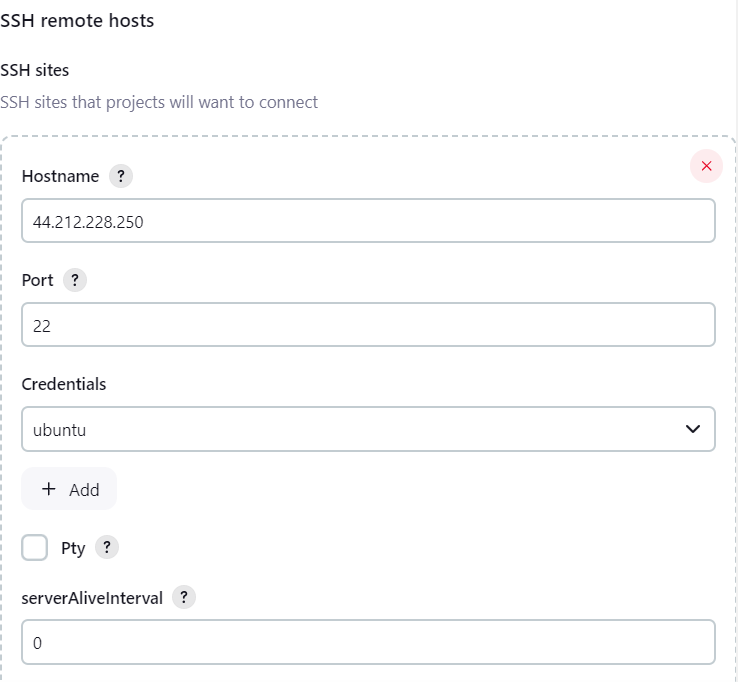 SSH remote hosts
SSH sites
SSH sites that projects will want to connect
Hostname ?
44.212.228.250
Port ?
22
Credentials
ubuntu
+ Add
Pty ?
serverAliveInterval ?
0